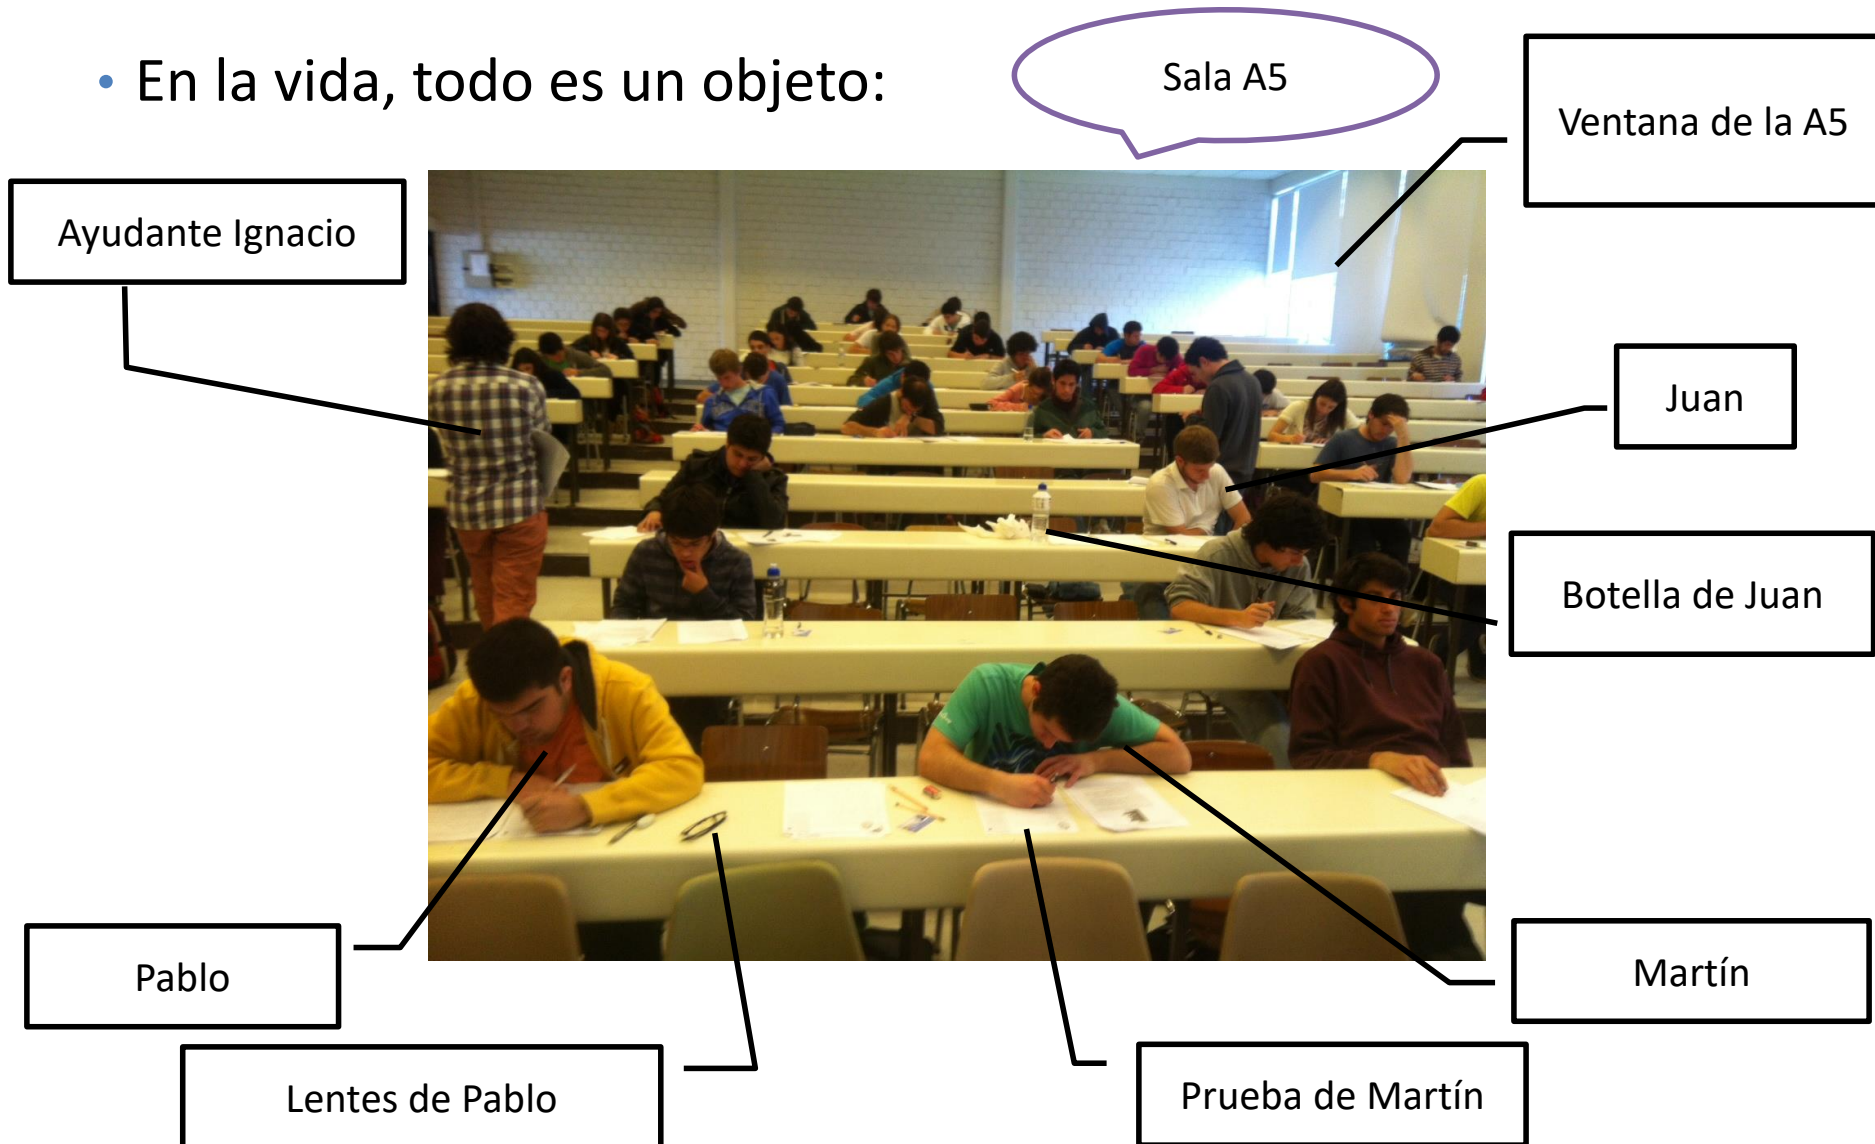 • En la vida, todo es un objeto:
Sala A5
Ventana de la A5
Ayudante Ignacio
Juan
Botella de Juan
Pablo
Martín
Lentes de Pablo
Prueba de Martín